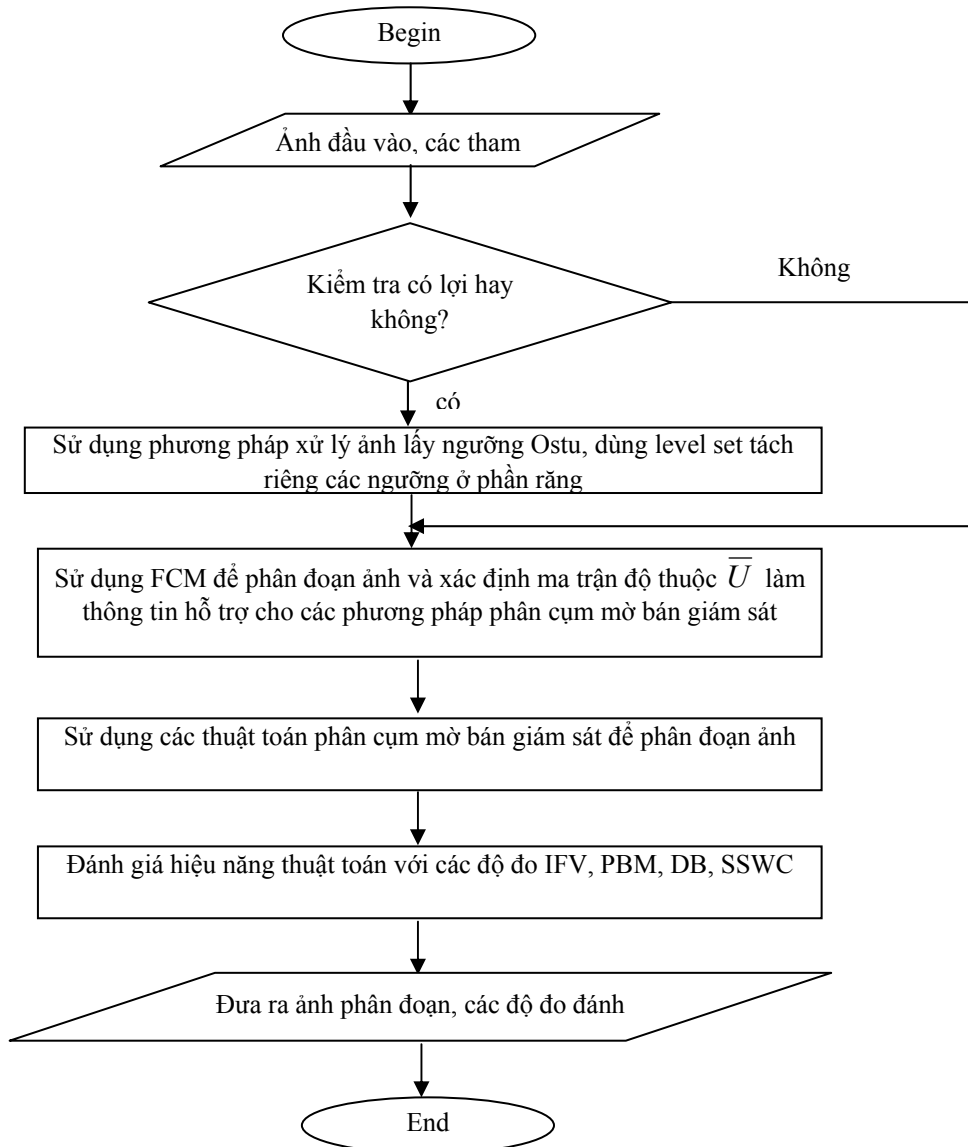 Begin
Ảnh đầu vào, các tham
Kiểm tra có lợi hay
không?
Không
có
Sử dụng phương pháp xử lý ảnh lấy ngưỡng Ostu, dùng level set tách
riêng các ngưỡng ở phần răng
Sử dụng FCM để phân đoạn ảnh và xác định ma trận độ thuộc \overline{U} làm
thông tin hỗ trợ cho các phương pháp phân cụm mờ bán giám sát
Sử dụng các thuật toán phân cụm mờ bán giám sát để phân đoạn ảnh
Đánh giá hiệu năng thuật toán với các độ đo IFV, PBM, DB, SSWC
Đưa ra ảnh phân đoạn, các độ đo đánh
End